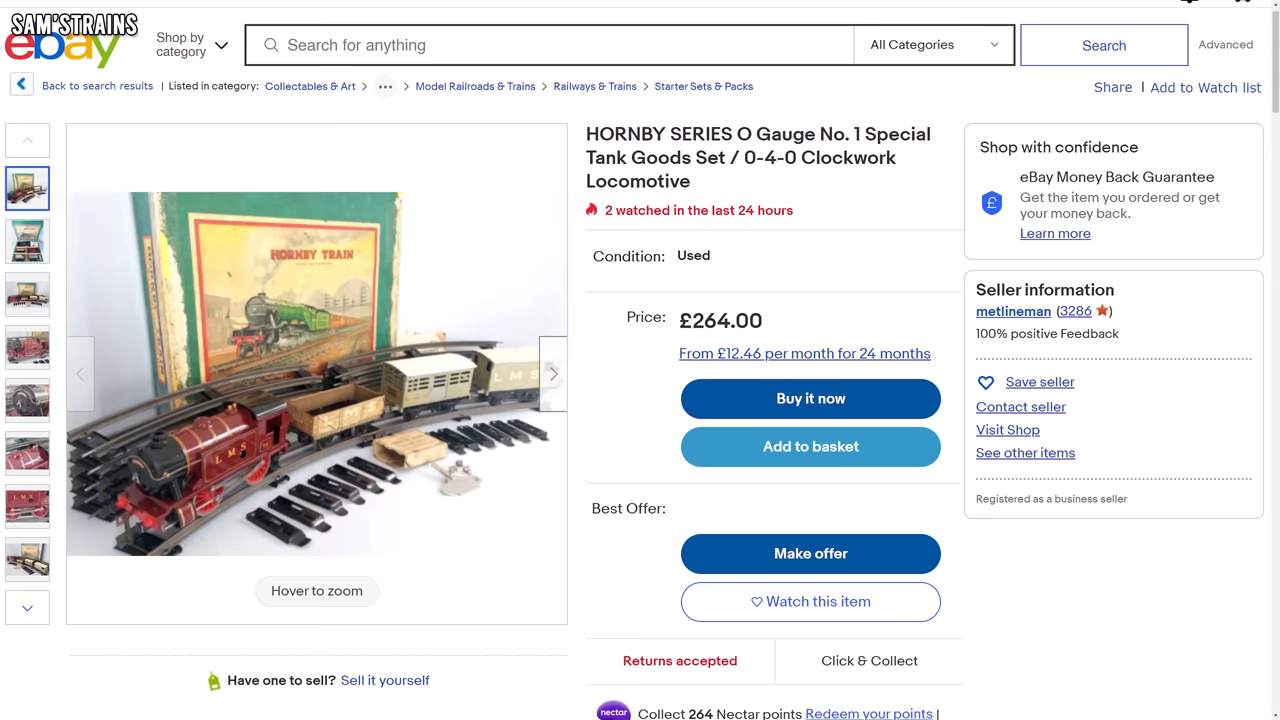 SAM'STRAINS
ebay
Shop by
category
Search for anything
All Categories
Search
Advanced
Back to search results | Listed in category: Collectables & Art > ... > Model Railroads & Trains > Railways & Trains > Starter Sets & Packs
Share | Add to Watch list
HORNBY TRAIN
L M S
L M S
L M S
Hover to zoom
Have one to sell? Sell it yourself
HORNBY SERIES O Gauge No. 1 Special
Tank Goods Set / 0-4-0 Clockwork
Locomotive
2 watched in the last 24 hours
Condition: Used
Price: £264.00
From £12.46 per month for 24 months
Buy it now
Add to basket
Best Offer:
Make offer
Watch this item
Returns accepted
Click & Collect
nectar Collect 264 Nectar points Redeem your points |
Shop with confidence
eBay Money Back Guarantee
£
Get the item you ordered or get
your money back.
Learn more
Seller information
metlineman (3286)
100% positive Feedback
Save seller
Contact seller
Visit Shop
See other items
Registered as a business seller